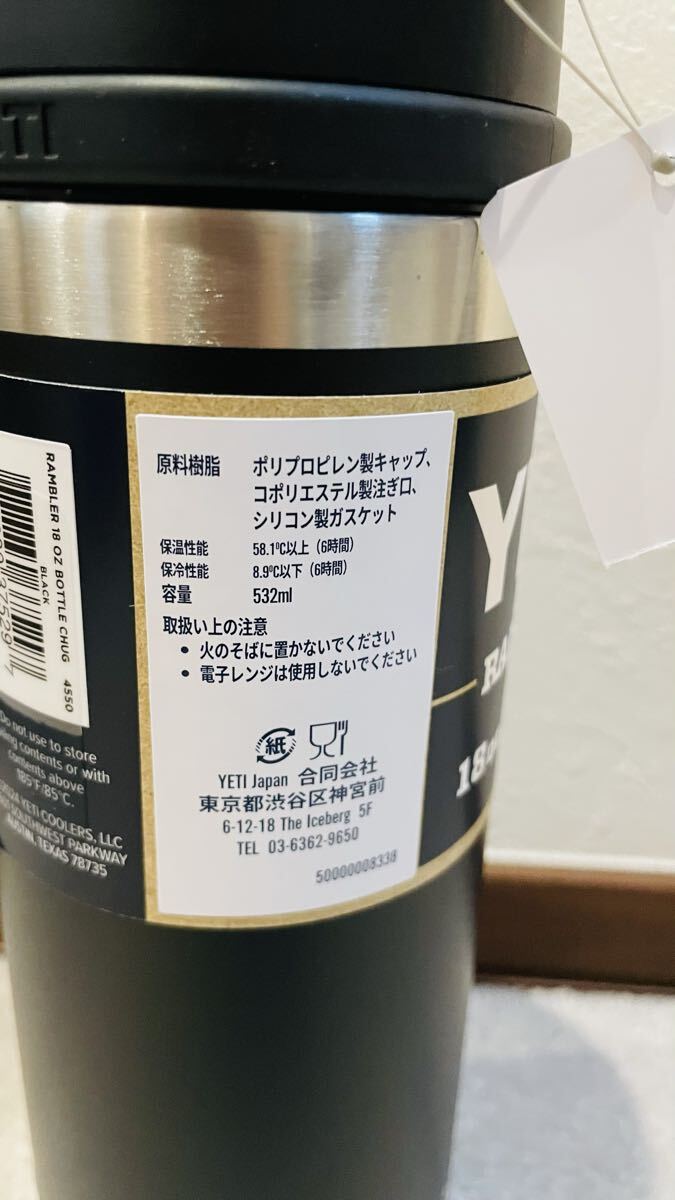 RAMBLER 18 OZ BOTTLE CHUG 4550
BLACK
Do not use to store
contents or with
contents above
185°F/85°C.
2024 YETI COOLERS, LLC
SOUTHWEST PARKWAY
AUSTIN, TEXAS 78735
原料樹脂 ポリプロピレン製キャップ、
コポリエステル製注ぎ口、
シリコン製ガスケット
保温性能 58.1℃以上（6時間）
保冷性能 8.9℃以下（6時間）
容量 532ml
取扱い上の注意
• 火のそばに置かないでください
• 電子レンジは使用しないでください
紙
YETI Japan 合同会社
東京都渋谷区神宮前
6-12-18 The Iceberg 5F
TEL 03-6362-9650
50000008338